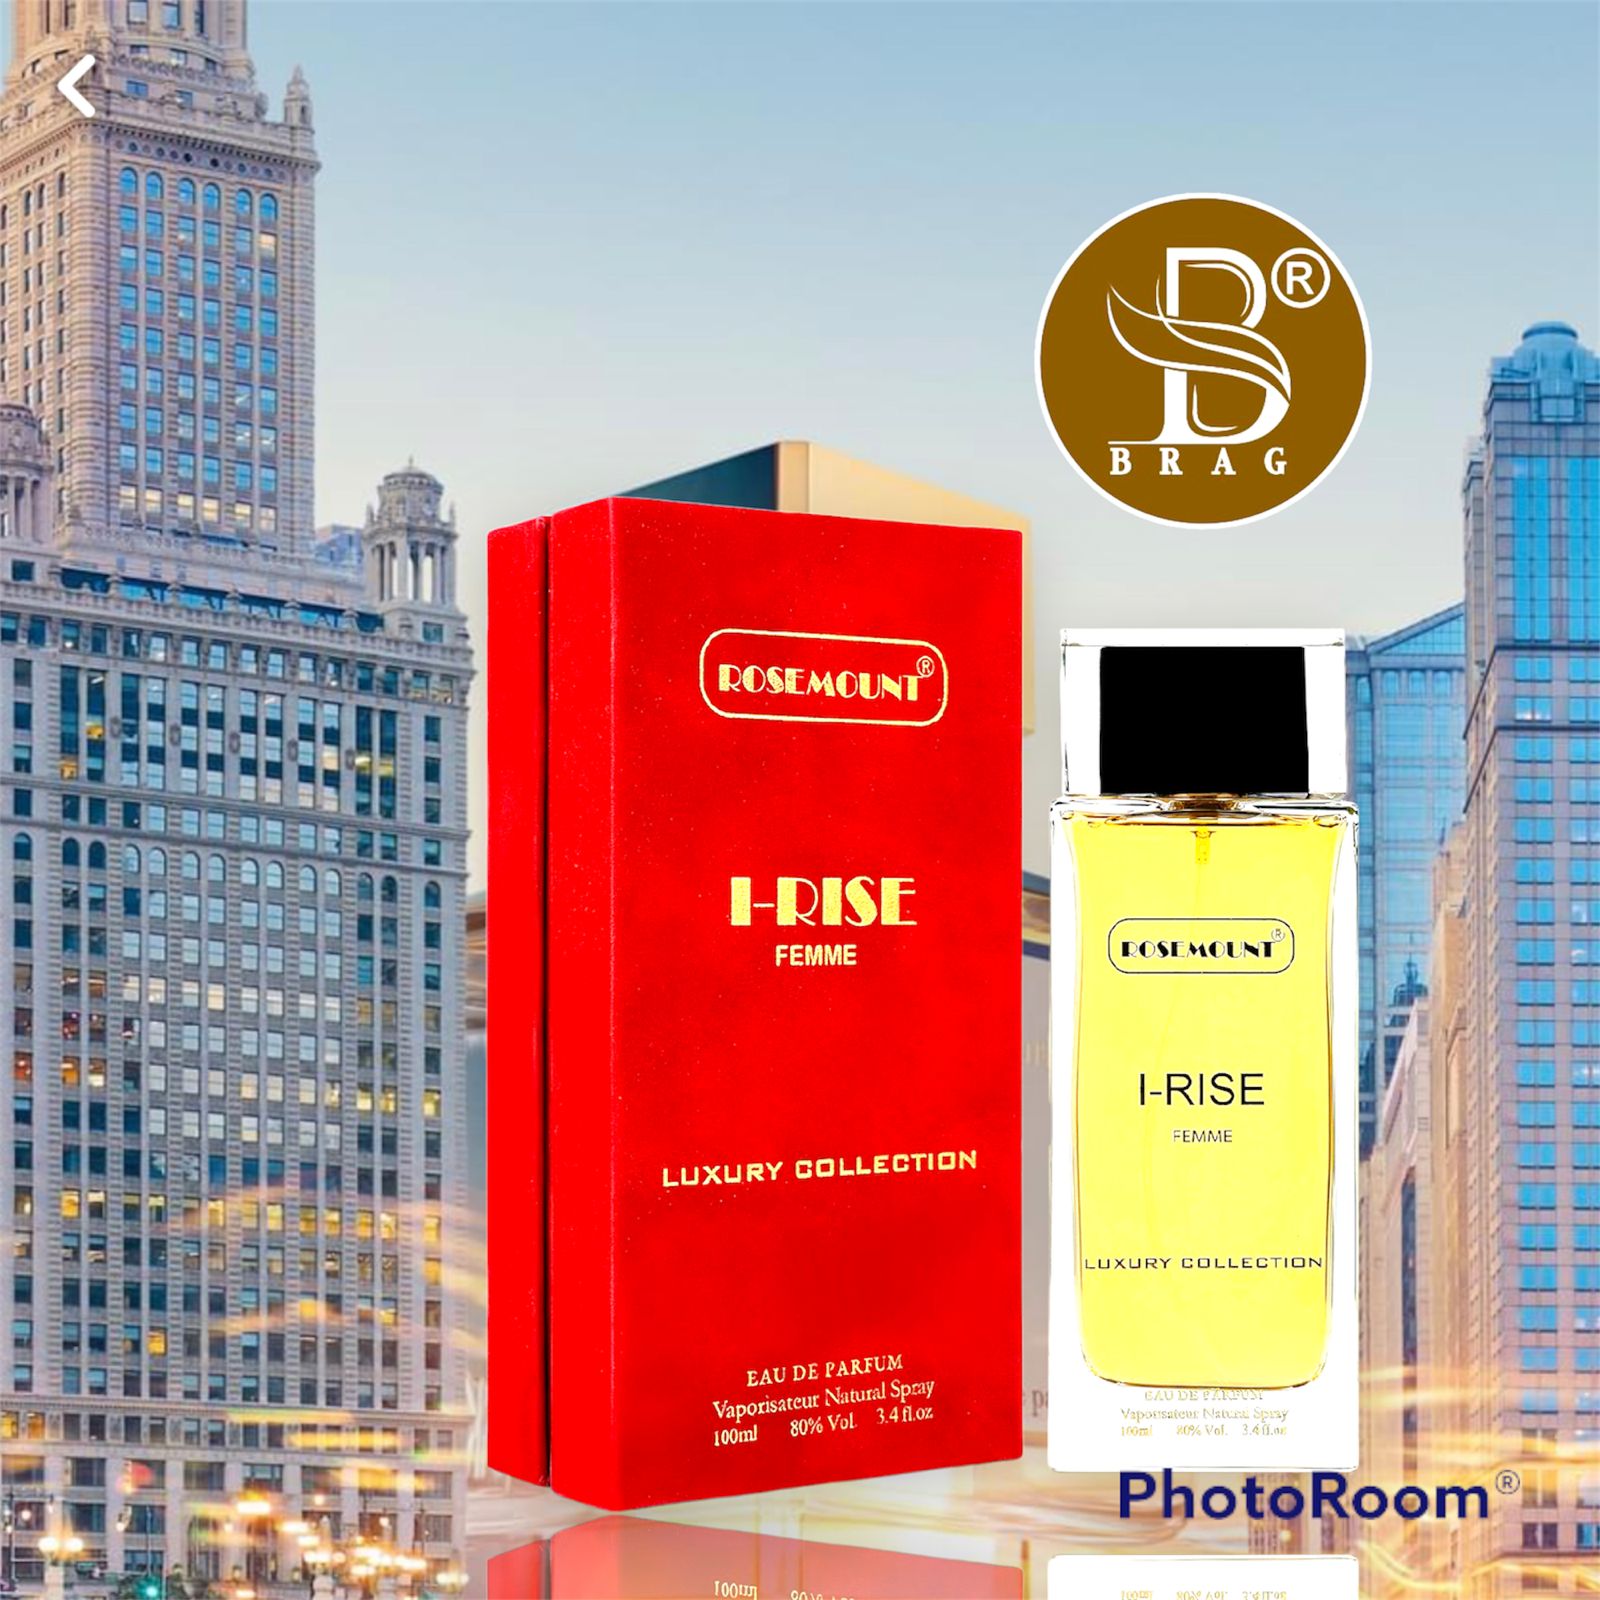 B®
BRAG
ROSEMOUNT®
I-RISE
FEMME
LUXURY COLLECTION
EAU DE PARFUM
Vaporisateur Natural Spray
100ml 80% Vol. 3.4 fl.oz
ROSEMOUNT®
I-RISE
FEMME
LUXURY COLLECTION
EAU DE PARFUM
Vaporisateur Natural Spray
100ml 80% Vol. 3.4 fl.oz
PhotoRoom®